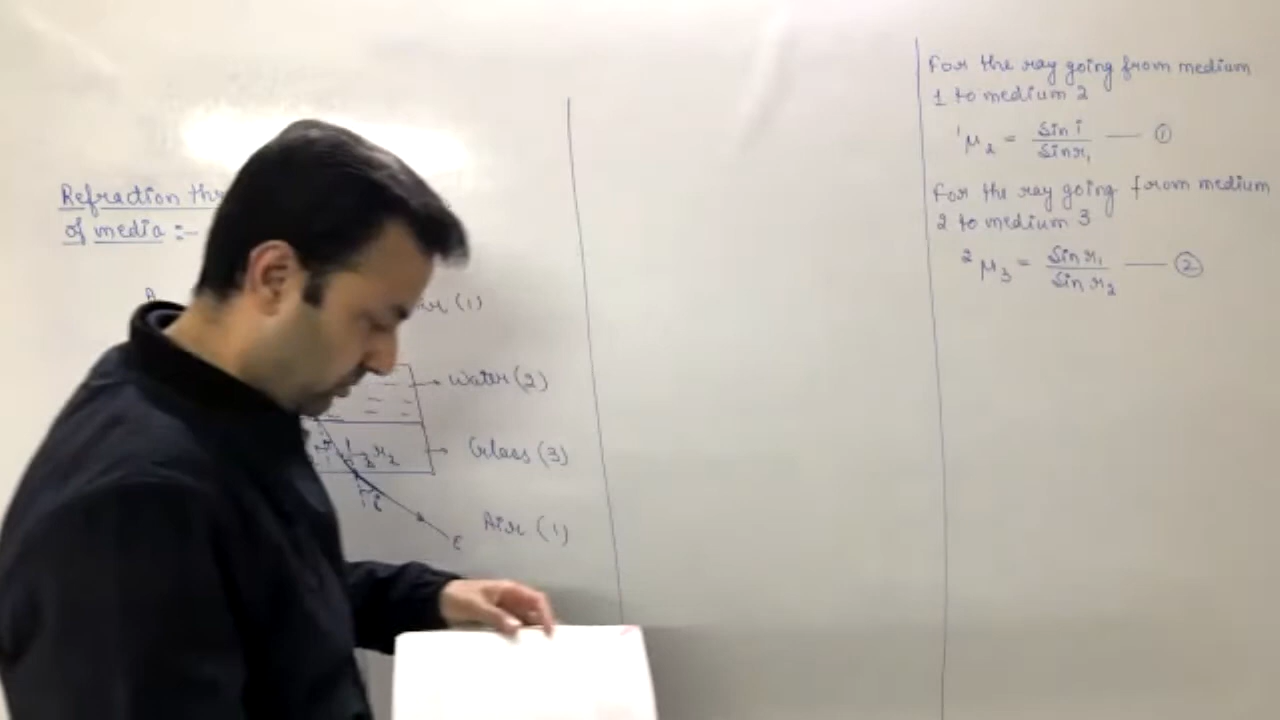 Refraction
of media :-
A
(1)
Water (2)
r₂
Glass (3)
i
Air (1)
E
For the ray going from medium
1 to medium 2
¹μ₂ = Sin i / Sin r₁ — ①
For the ray going from medium
2 to medium 3
²μ₃ = Sin r₁ / Sin r₂ — ②